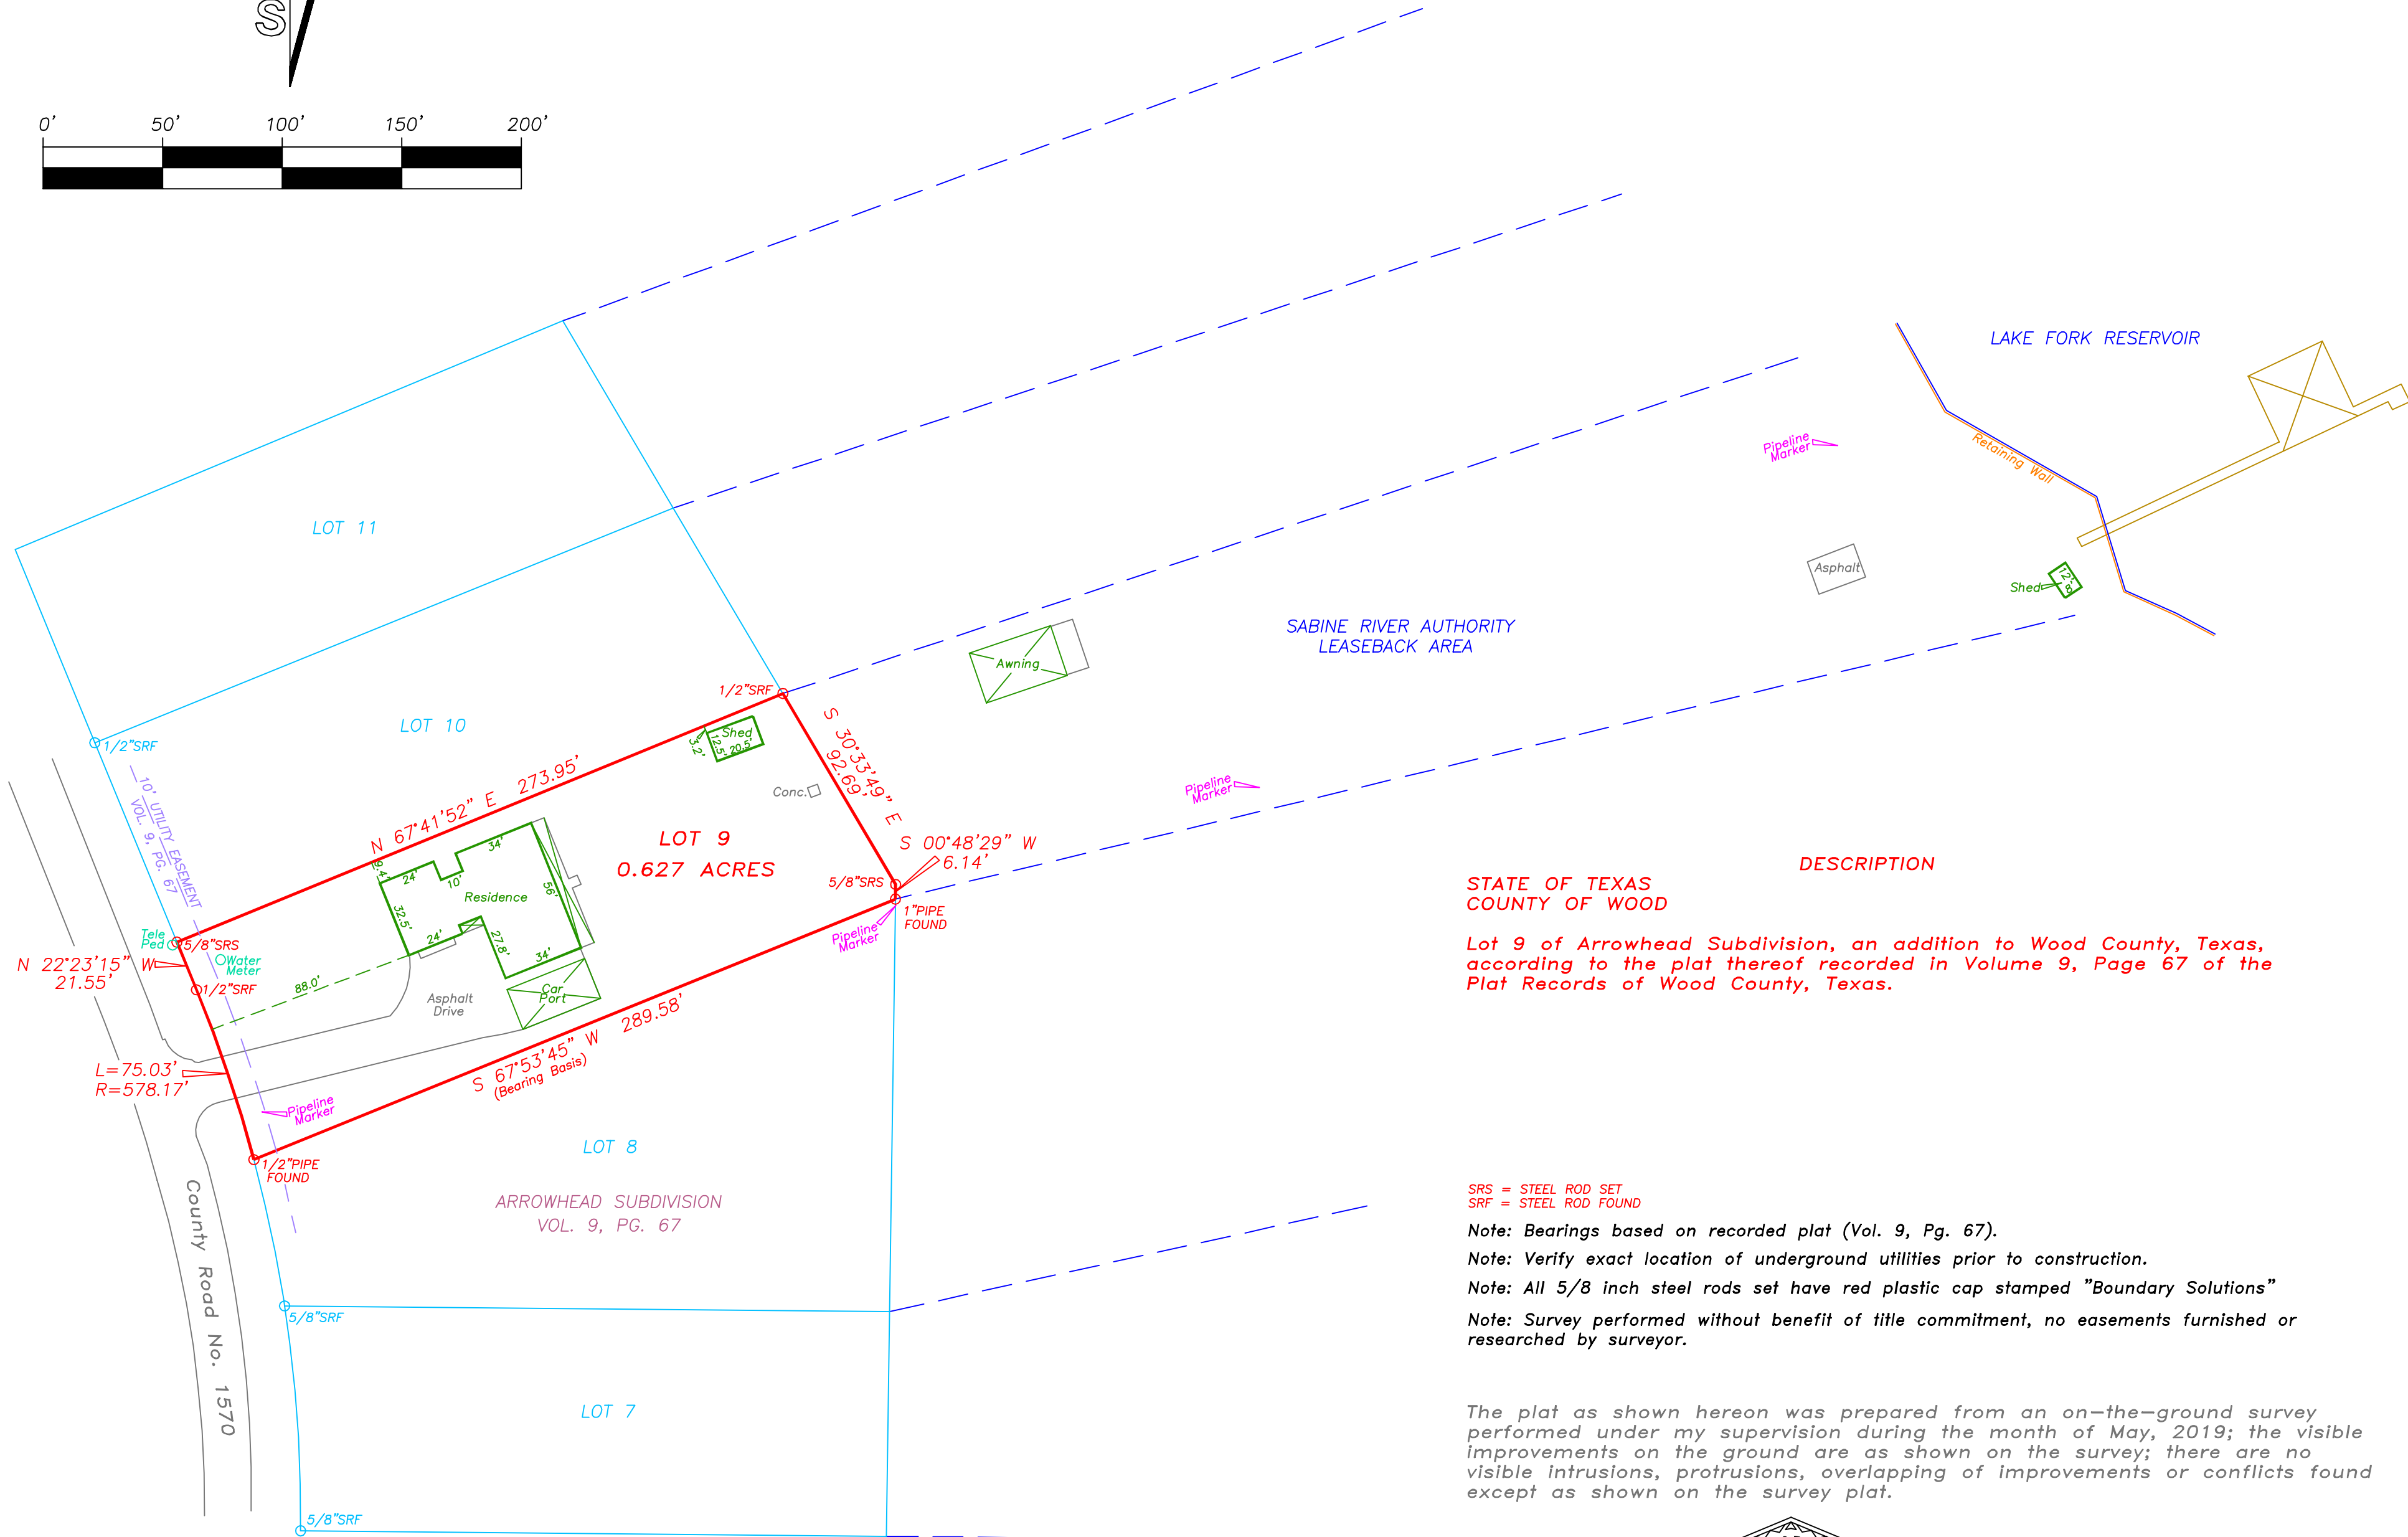 S
0' 50' 100' 150' 200'
LAKE FORK RESERVOIR
Pipeline
Marker
Retaining Wall
LOT 11
Asphalt
Shed
12'
8'
SABINE RIVER AUTHORITY
LEASEBACK AREA
Awning
1/2"SRF
LOT 10
1/2"SRF
Shed
12.5'
20.5'
3.2'
S 30°33'49" E
92.69'
N 67°41'52" E 273.95'
Conc.
Pipeline
Marker
10' UTILITY EASEMENT
VOL. 9, PG. 67
LOT 9
0.627 ACRES
S 00°48'29" W
6.14'
5/8"SRS
1"PIPE
FOUND
Pipeline
Marker
9.4'
24'
10'
34'
Residence
56'
32.5'
24'
27.8'
34'
Car
Port
Tele
Ped
5/8"SRS
Water
Meter
N 22°23'15" W
21.55'
1/2"SRF
88.0'
Asphalt
Drive
L=75.03'
R=578.17'
S 67°53'45" W 289.58'
(Bearing Basis)
Pipeline
Marker
1/2"PIPE
FOUND
LOT 8
ARROWHEAD SUBDIVISION
VOL. 9, PG. 67
County Road No. 1570
5/8"SRF
LOT 7
5/8"SRF
DESCRIPTION
STATE OF TEXAS
COUNTY OF WOOD
Lot 9 of Arrowhead Subdivision, an addition to Wood County, Texas,
according to the plat thereof recorded in Volume 9, Page 67 of the
Plat Records of Wood County, Texas.
SRS = STEEL ROD SET
SRF = STEEL ROD FOUND
Note: Bearings based on recorded plat (Vol. 9, Pg. 67).
Note: Verify exact location of underground utilities prior to construction.
Note: All 5/8 inch steel rods set have red plastic cap stamped "Boundary Solutions"
Note: Survey performed without benefit of title commitment, no easements furnished or
researched by surveyor.
The plat as shown hereon was prepared from an on-the-ground survey
performed under my supervision during the month of May, 2019; the visible
improvements on the ground are as shown on the survey; there are no
visible intrusions, protrusions, overlapping of improvements or conflicts found
except as shown on the survey plat.